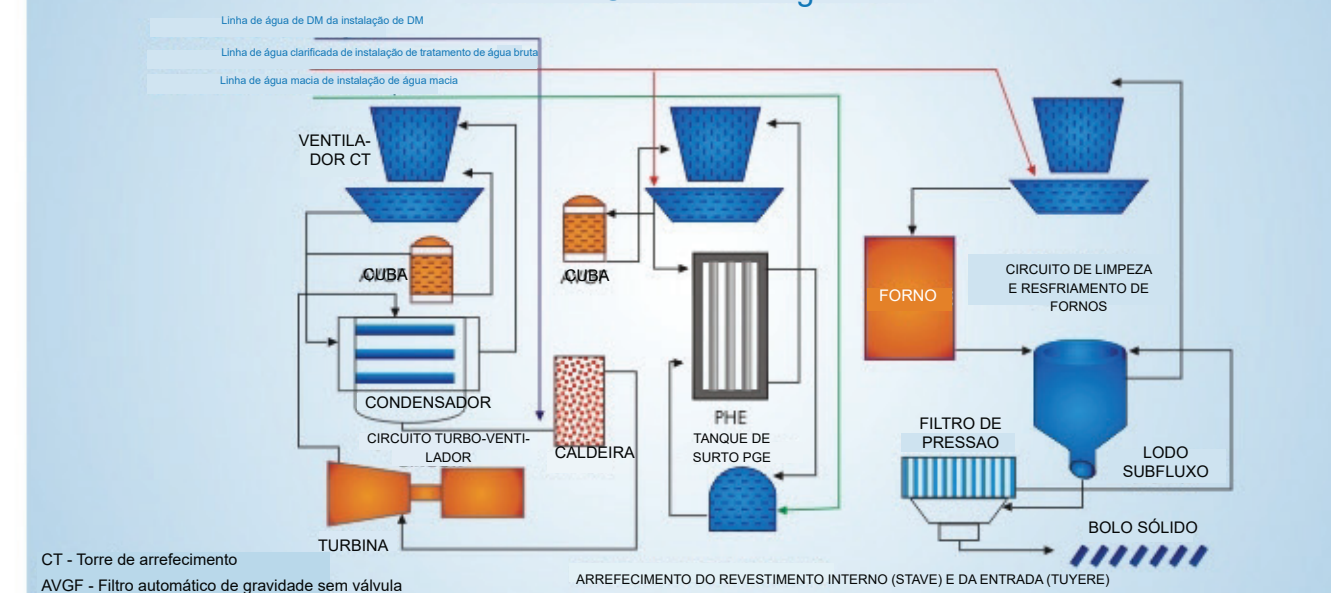 Linha de água de DM da instalação de DM
Linha de água clarificada de instalação de tratamento de água bruta
Linha de água macia de instalação de água macia
VENTILA-
DOR CT
CUBA
CUBA
CONDENSADOR
CIRCUITO TURBO-VENTI-
LADOR
CALDEIRA
TURBINA
PHE
TANQUE DE
SURTO PGE
FORNO
CIRCUITO DE LIMPEZA
E RESFRIAMENTO DE
FORNOS
FILTRO DE
PRESSAO
LODO
SUBFLUXO
BOLO SÓLIDO
CT - Torre de arrefecimento
AVGF - Filtro automático de gravidade sem válvula
ARREFECIMENTO DO REVESTIMENTO INTERNO (STAVE) E DA ENTRADA (TUYERE)